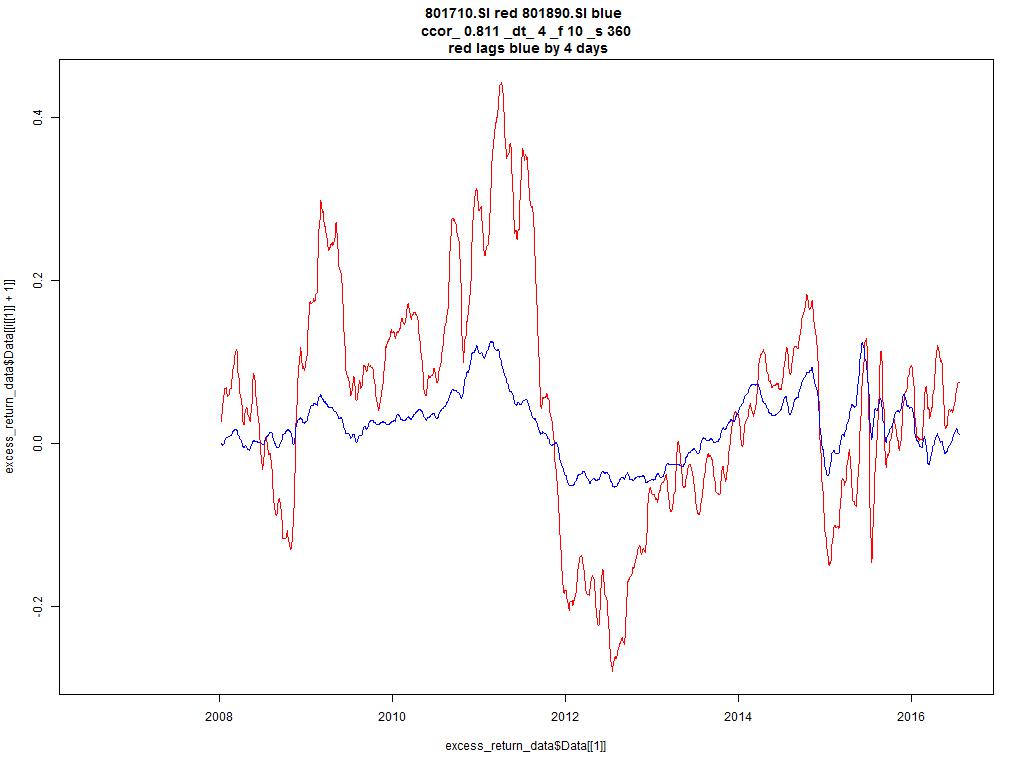 801710.SI red 801890.SI blue
ccor_ 0.811 _dt_ 4 _f 10 _s 360
red lags blue by 4 days
excess_return_data$Data[[i[[1]] + 1]]
0.4
0.2
0.0
-0.2
2008 2010 2012 2014 2016
excess_return_data$Data[[1]]